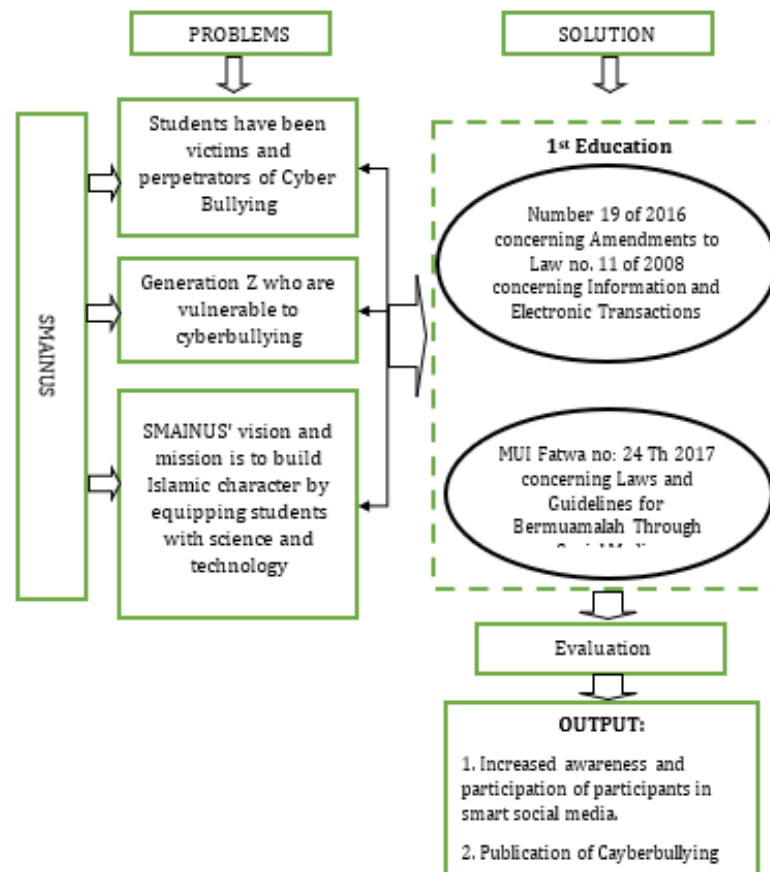 PROBLEMS
SOLUTION
SMAINUS
Students have been
victims and
perpetrators of Cyber
Bullying
Generation Z who are
vulnerable to
cyberbullying
SMAINUS' vision and
mission is to build
Islamic character by
equipping students
with science and
technology
1st Education
Number 19 of 2016
concerning Amendments to
Law no. 11 of 2008
concerning Information and
Electronic Transactions
MUI Fatwa no: 24 Th 2017
concerning Laws and
Guidelines for
Bermuamalah Through
Evaluation
OUTPUT:
1. Increased awareness and
participation of participants in
smart social media.
2. Publication of Cayberbullying